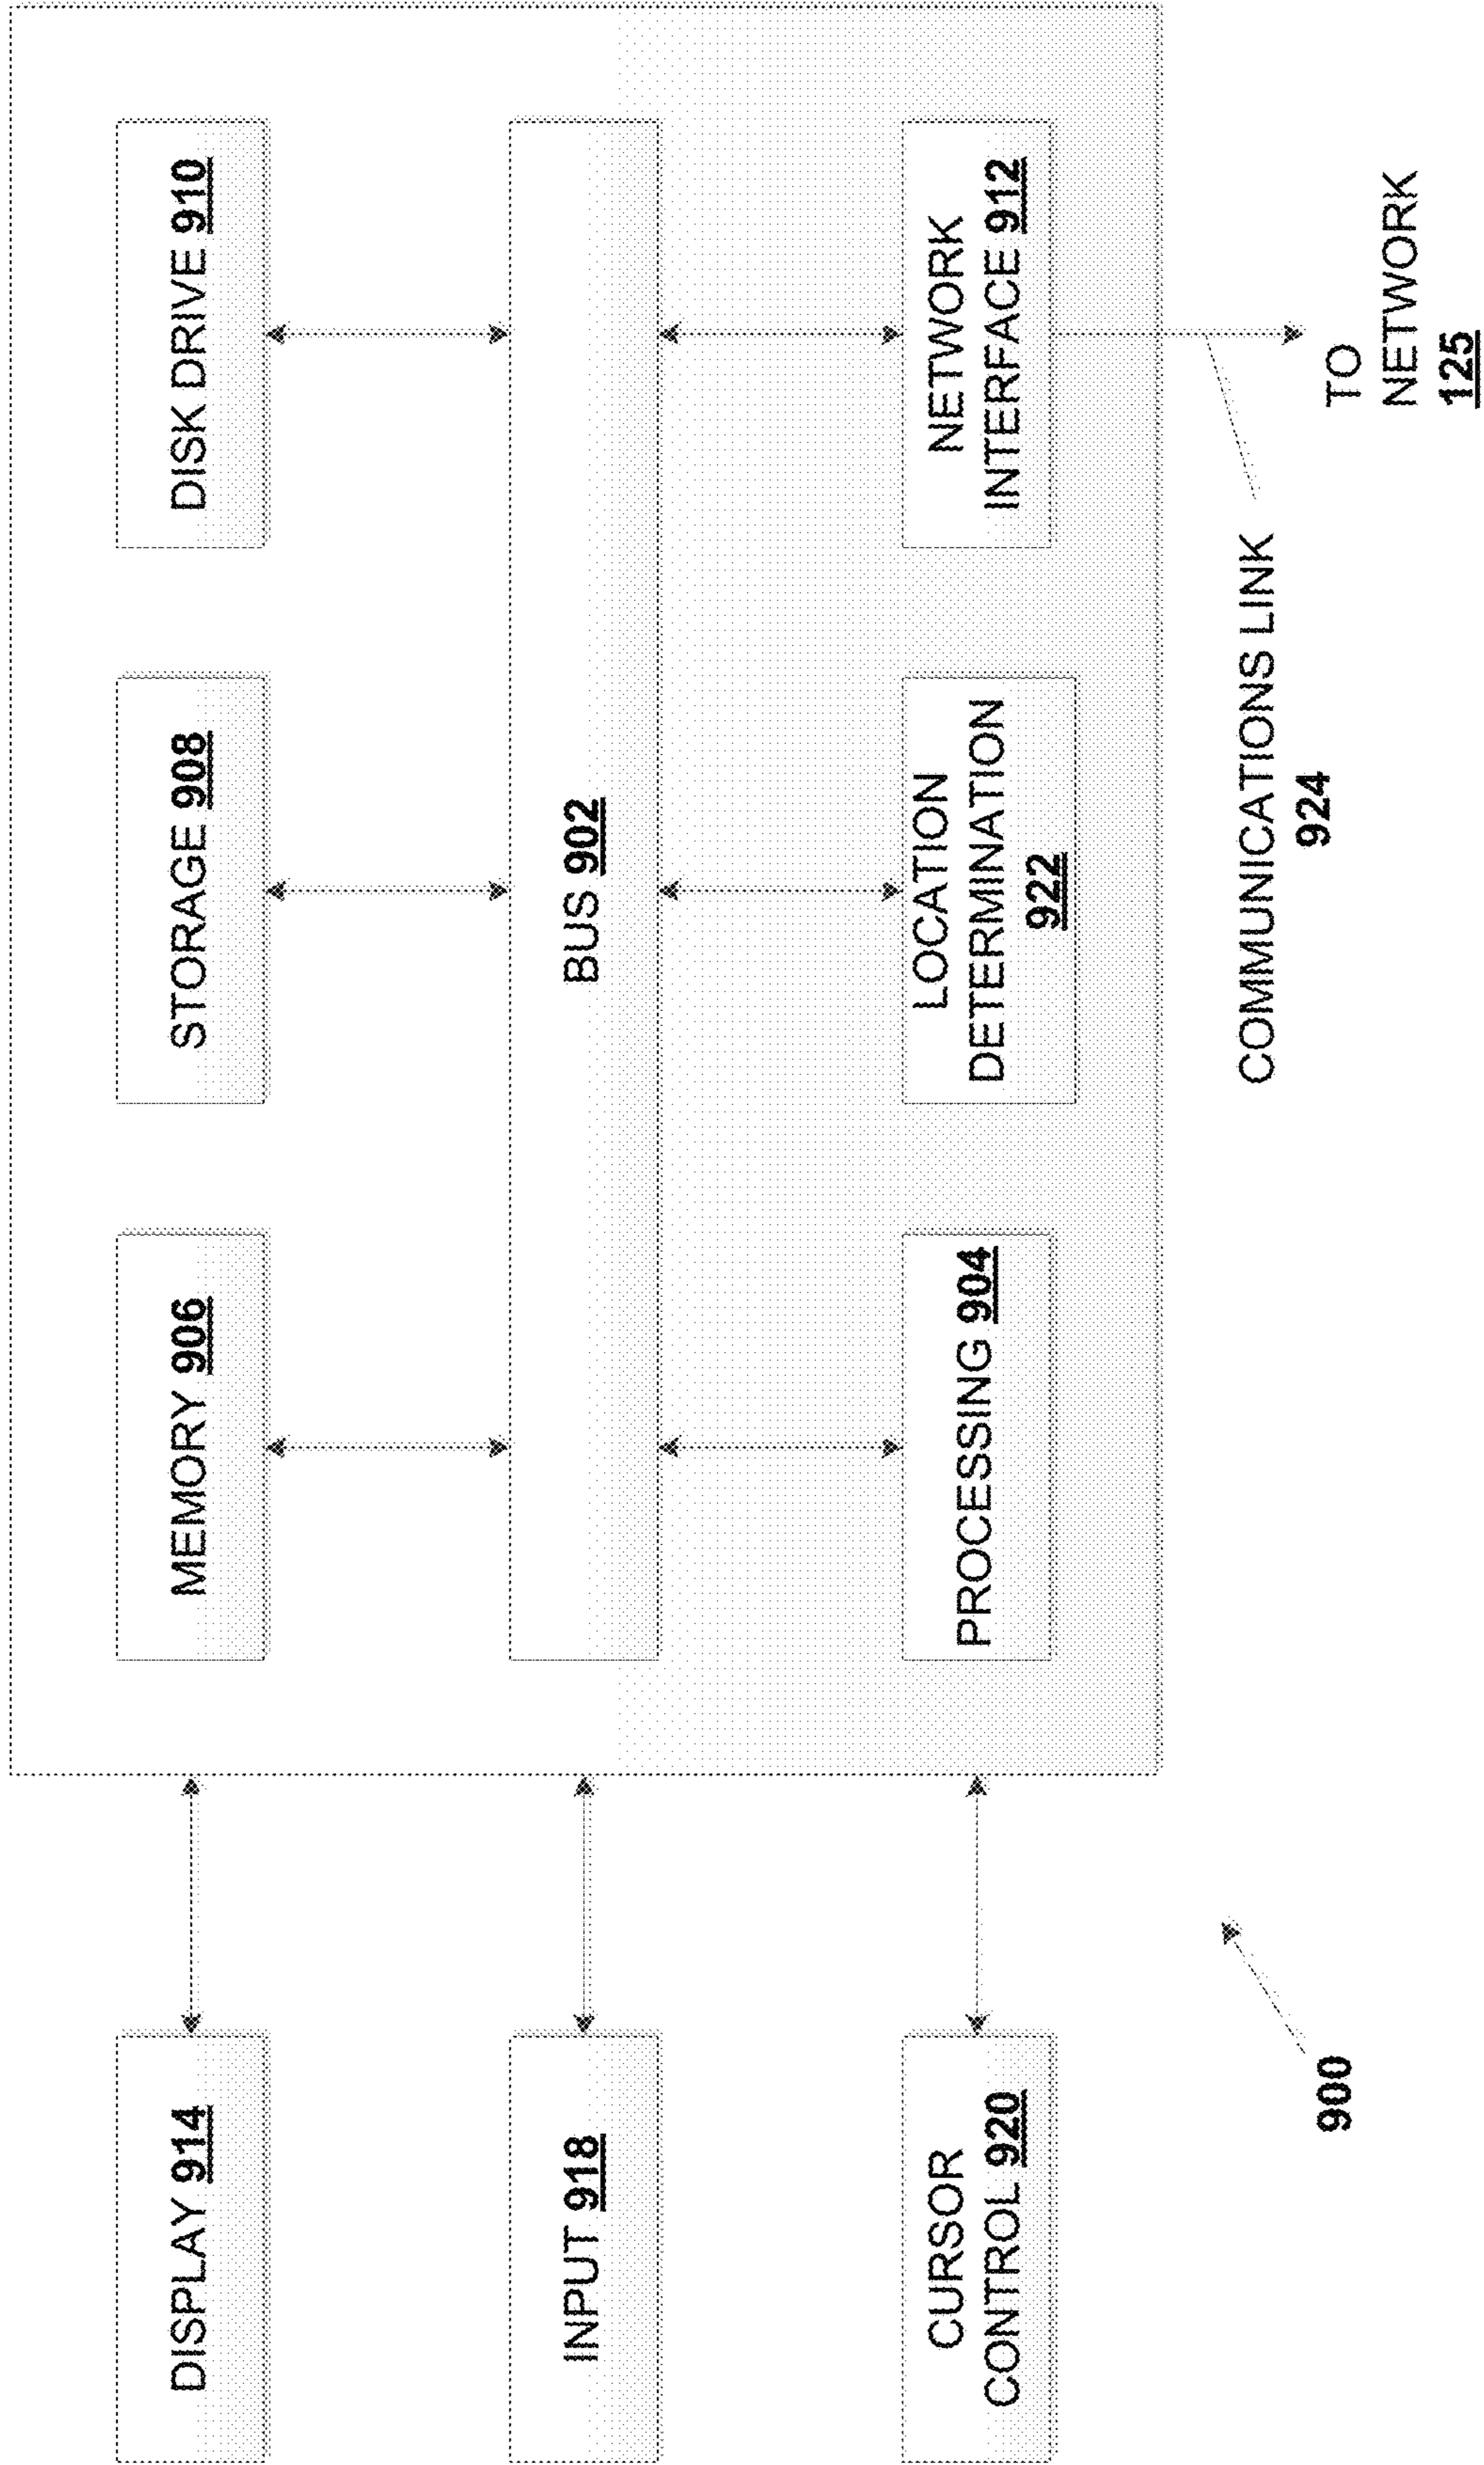 DISPLAY 914
MEMORY 906
STORAGE 908
DISK DRIVE 910
INPUT 918
BUS 902
CURSOR
CONTROL 920
PROCESSING 904
LOCATION
DETERMINATION
922
NETWORK
INTERFACE 912
900
COMMUNICATIONS LINK
924
TO
NETWORK
125